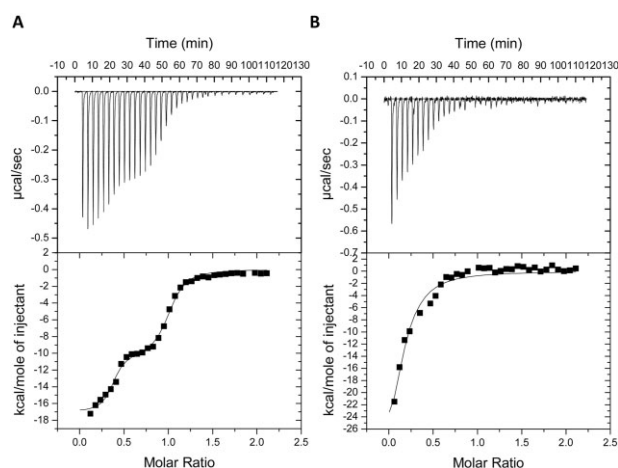 A
Time (min)
-10 0 10 20 30 40 50 60 70 80 90 100 110 120 130
0.0
-0.1
-0.2
-0.3
-0.4
-0.5
µcal/sec
2
0
-2
-4
-6
-8
-10
-12
-14
-16
-18
kcal/mole of injectant
0.0 0.5 1.0 1.5 2.0 2.5
Molar Ratio
B
Time (min)
-10 0 10 20 30 40 50 60 70 80 90 100 110 120 130
0.1
0.0
-0.1
-0.2
-0.3
-0.4
-0.5
-0.6
-0.7
µcal/sec
2
0
-2
-4
-6
-8
-10
-12
-14
-16
-18
-20
-22
-24
-26
kcal/mole of injectant
0.0 0.5 1.0 1.5 2.0 2.5
Molar Ratio